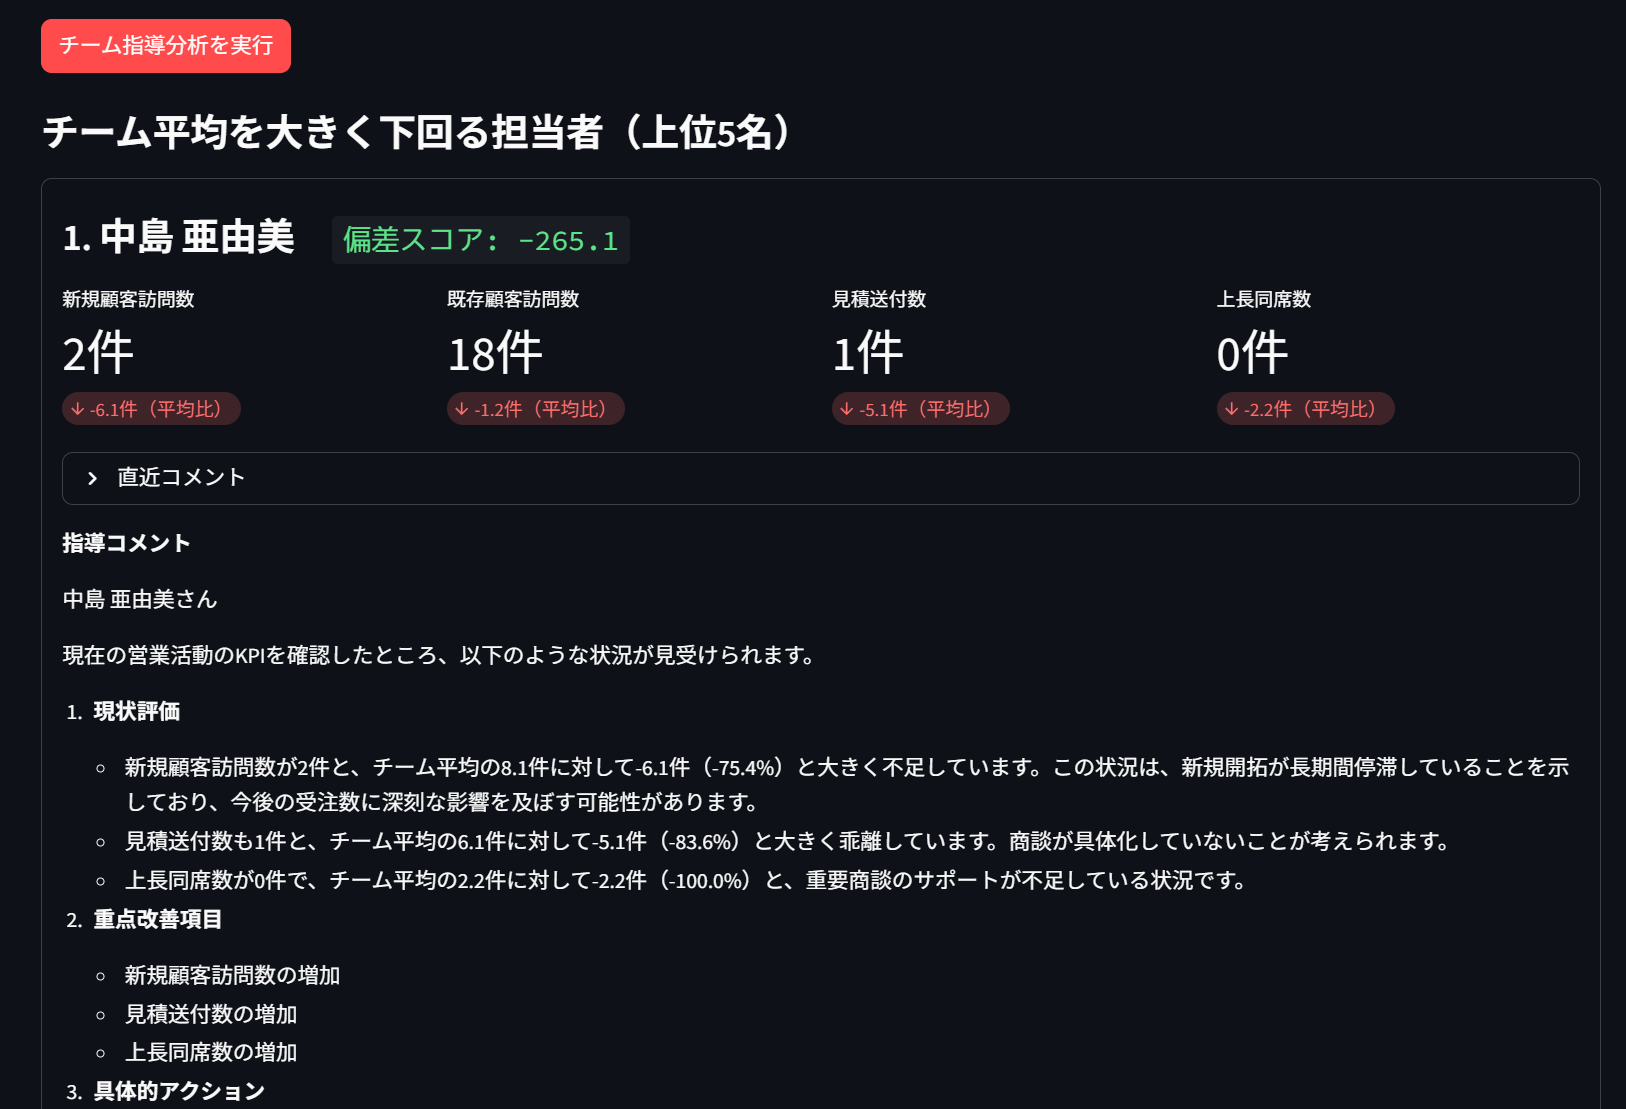 チーム指導分析を実行
チーム平均を大きく下回る担当者（上位5名）
1. 中島 亜由美 偏差スコア: -265.1
新規顧客訪問数 既存顧客訪問数 見積送付数 上長同席数
2件 18件 1件 0件
↓ -6.1件（平均比） ↓ -1.2件（平均比） ↓ -5.1件（平均比） ↓ -2.2件（平均比）
直近コメント
指導コメント
中島 亜由美さん
現在の営業活動のKPIを確認したところ、以下のような状況が見受けられます。
1. 現状評価
新規顧客訪問数が2件と、チーム平均の8.1件に対して-6.1件（-75.4%）と大きく不足しています。この状況は、新規開拓が長期間停滞していることを示
しており、今後の受注数に深刻な影響を及ぼす可能性があります。
見積送付数も1件と、チーム平均の6.1件に対して-5.1件（-83.6%）と大きく乖離しています。商談が具体化していないことが考えられます。
上長同席数が0件で、チーム平均の2.2件に対して-2.2件（-100.0%）と、重要商談のサポートが不足している状況です。
2. 重点改善項目
新規顧客訪問数の増加
見積送付数の増加
上長同席数の増加
3. 具体的アクション